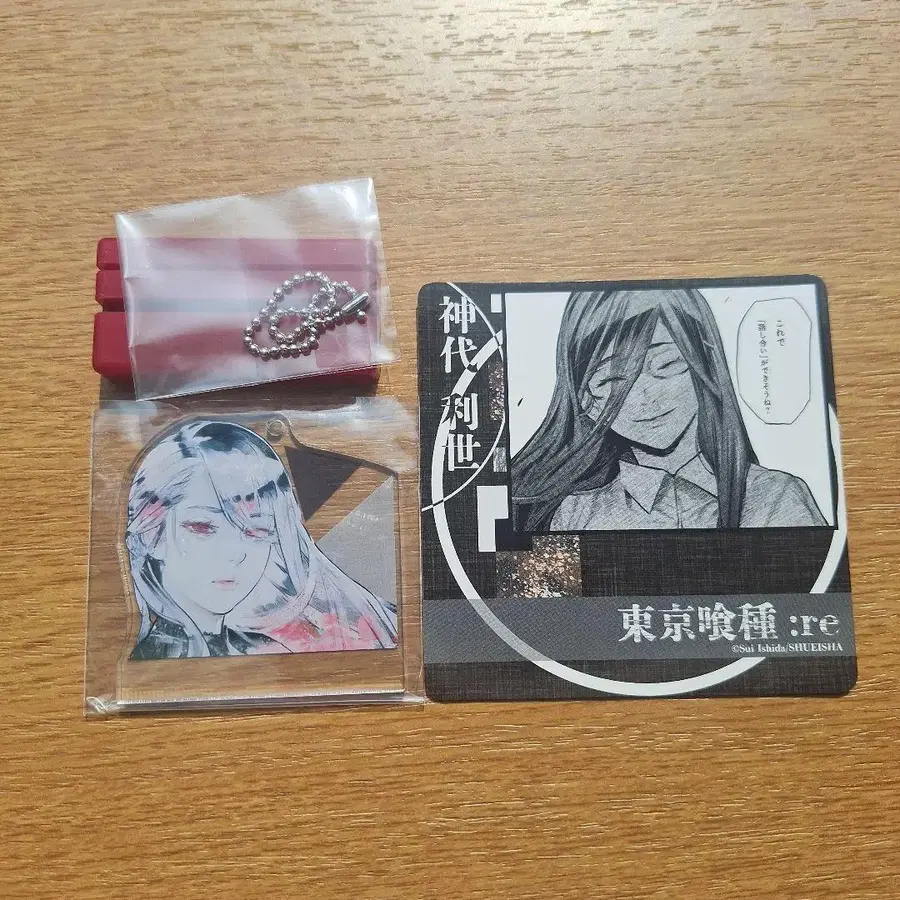 神代 利世
これで
「話し合い」ができそうね?
東京喰種 :re
©Sui Ishida/SHUEISHA